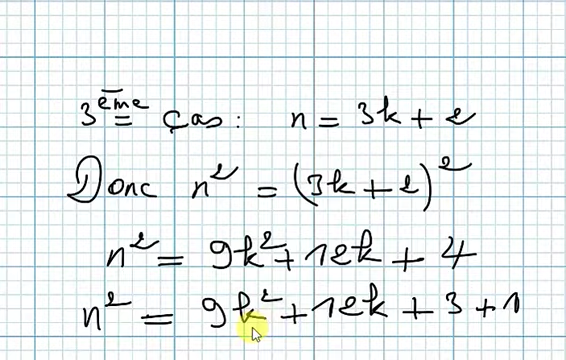 3ème cas : n = 3k + 2
Donc n² = (3k + 2)²
n² = 9k² + 12k + 4
n² = 9k² + 12k + 3 + 1